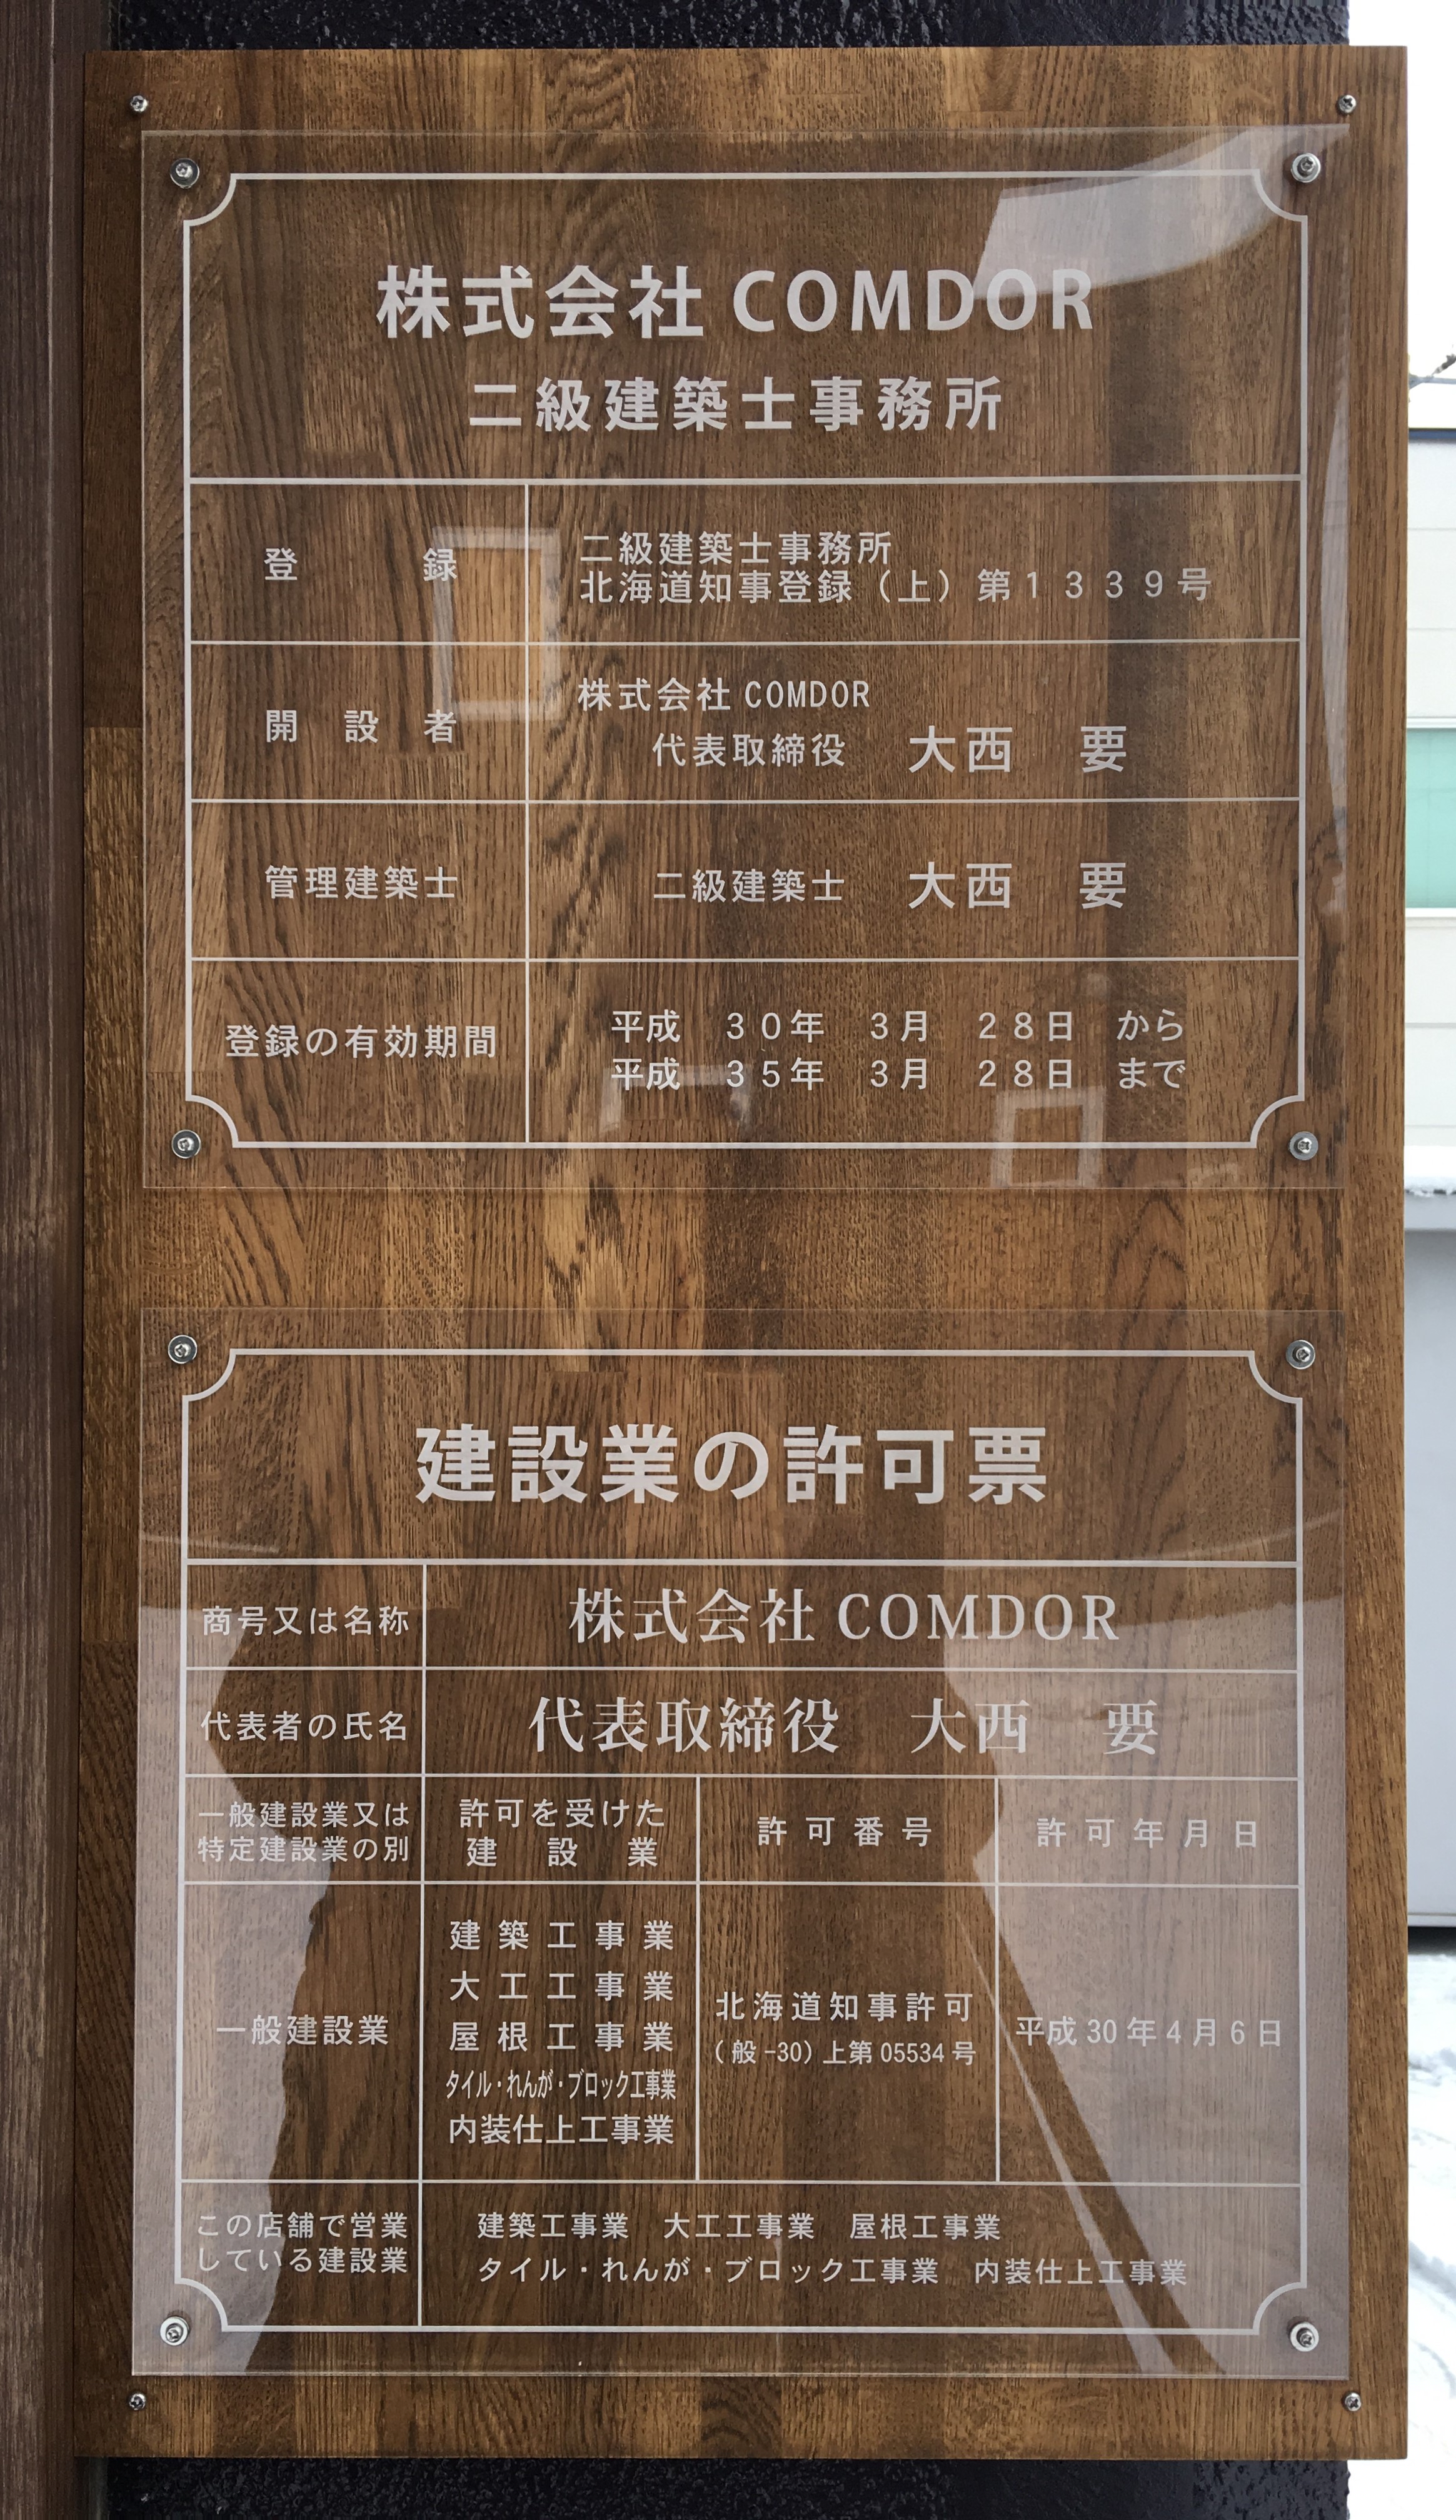 株式会社 COMDOR
二級建築士事務所
登録
二級建築士事務所
北海道知事登録（上）第１３３９号
開設者
株式会社 COMDOR
代表取締役　大西　要
管理建築士
二級建築士　大西　要
登録の有効期間
平成　３０年　３月　２８日　から
平成　３５年　３月　２８日　まで
建設業の許可票
商号又は名称
株式会社 COMDOR
代表者の氏名
代表取締役　大西　要
一般建設業又は
特定建設業の別
許可を受けた
建設業
許可番号
許可年月日
一般建設業
建築工事業
大工工事業
屋根工事業
タイル・れんが・ブロック工事業
内装仕上工事業
北海道知事許可
（般-30）上第 05534 号
平成 30 年 4 月 6 日
この店舗で営業
している建設業
建築工事業　大工工事業　屋根工事業
タイル・れんが・ブロック工事業　内装仕上工事業